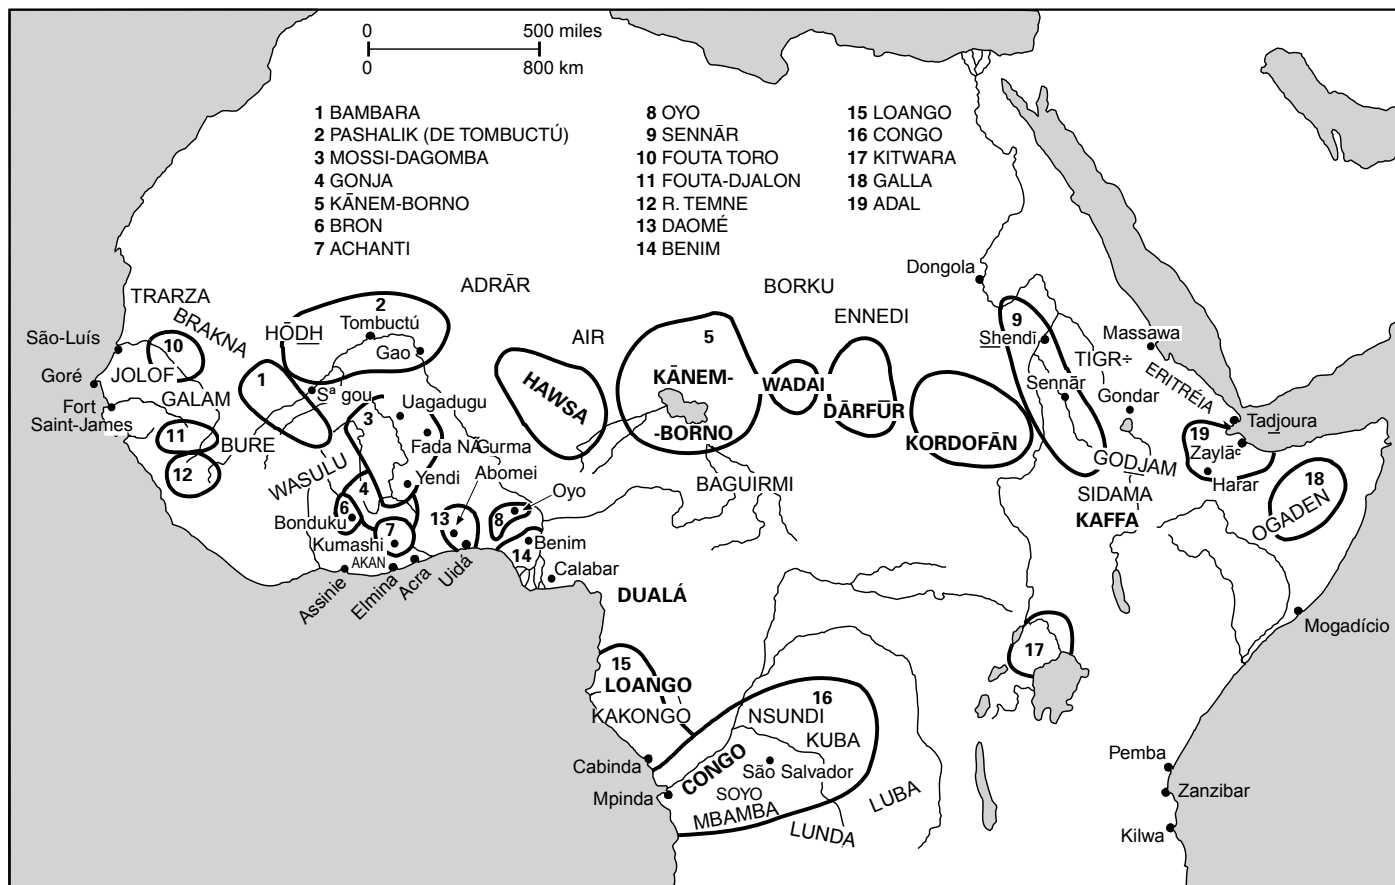 0 500 miles
0 800 km
1 BAMBARA
2 PASHALIK (DE TOMBUCTÚ)
3 MOSSI-DAGOMBA
4 GONJA
5 KĀNEM-BORNO
6 BRON
7 ACHANTI
8 OYO
9 SENNĀR
10 FOUTA TORO
11 FOUTA-DJALON
12 R. TEMNE
13 DAOMÉ
14 BENIM
15 LOANGO
16 CONGO
17 KITWARA
18 GALLA
19 ADAL
TRARZA
BRAKNA
HŌDH
2
Tombuctú
Gao
ADRĀR
AIR
BORKU
ENNEDI
Dongola
São-Luís
10
JOLOF
Goré
GALAM
Fort
Saint-James
11
BURE
12
1
Sª gou
3
Uagadugu
Fada NÃGurma
Yendi
Abomei
WASULU
4
6
Bonduku
7
Kumashi
AKAN
Assinie
Elmina
Acra
Uidá
13
8
Oyo
14
Benim
Calabar
HAWSA
5
KĀNEM-
-BORNO
WADAI
DĀRFŪR
KORDOFĀN
BAGUIRMI
9
Shendī
Sennār
TIGR÷
Massawa
ERITRÉIA
Gondar
Tadjoura
19
Zaylāᶜ
Harar
GODJAM
SIDAMA
KAFFA
18
OGADEN
Mogadício
DUALÁ
15
LOANGO
KAKONGO
16
NSUNDI
KUBA
CONGO
São Salvador
SOYO
MBAMBA
LUNDA
LUBA
Cabinda
Mpinda
17
Pemba
Zanzibar
Kilwa